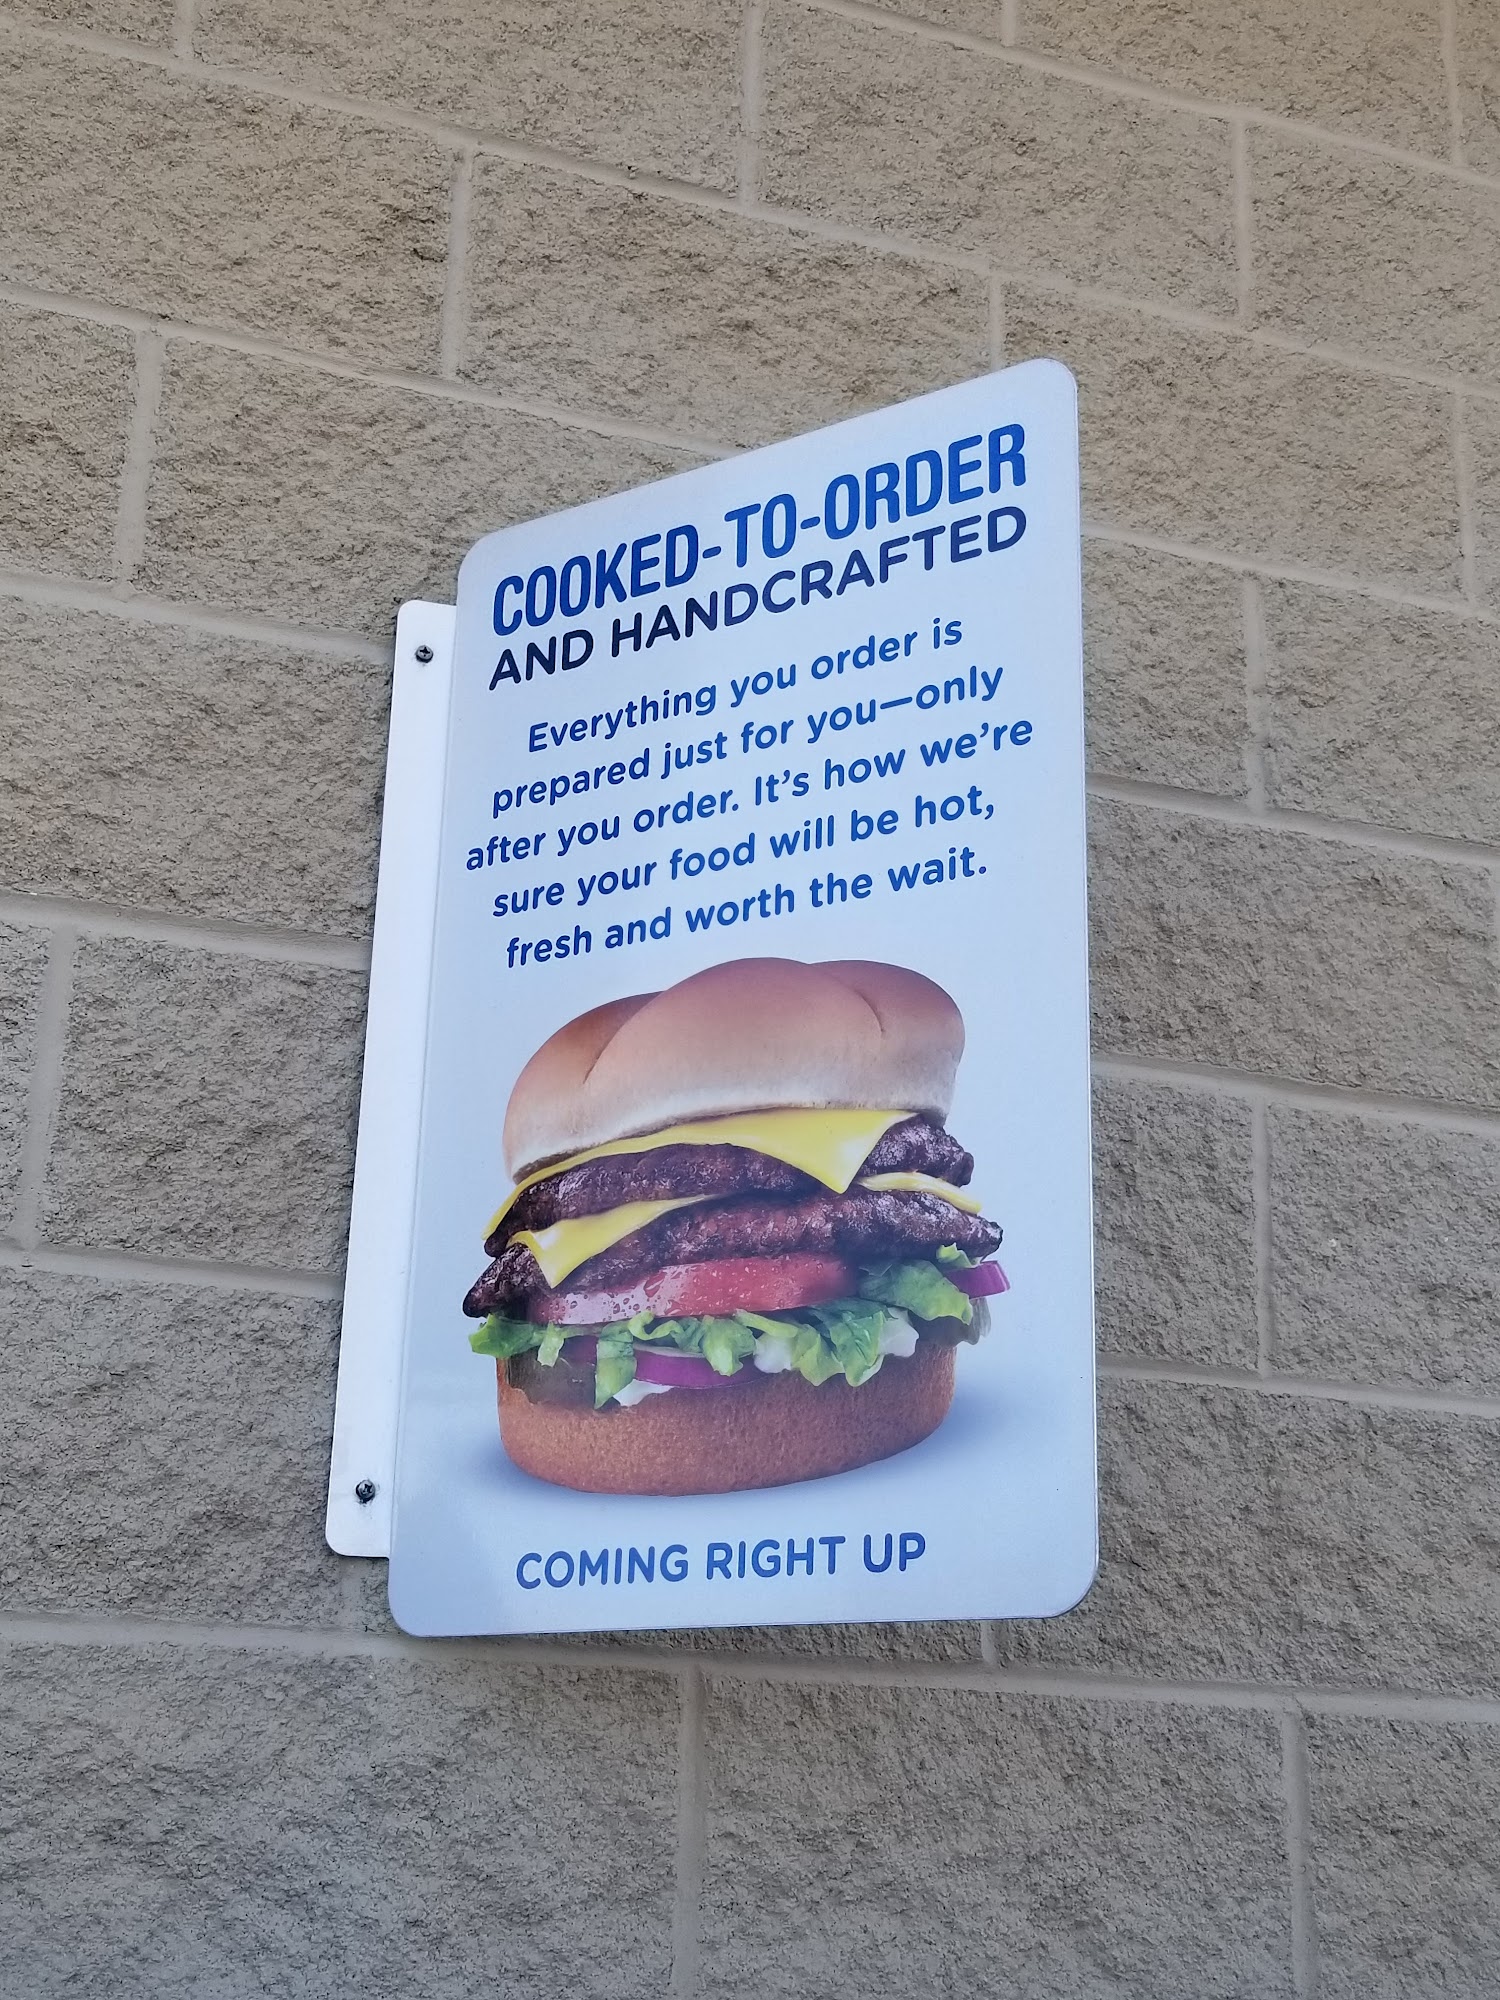 COOKED-TO-ORDER
AND HANDCRAFTED
Everything you order is
prepared just for you—only
after you order. It's how we're
sure your food will be hot,
fresh and worth the wait.
COMING RIGHT UP